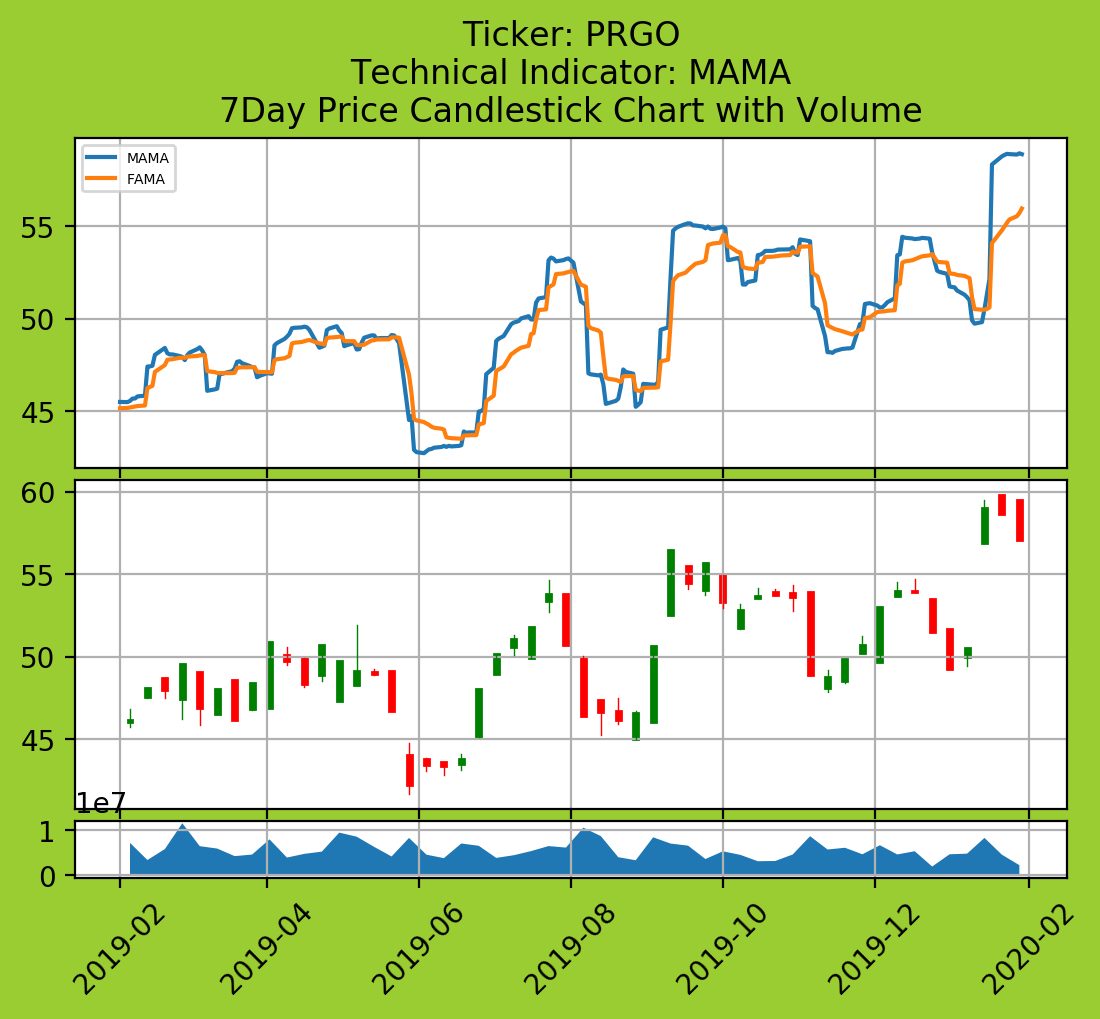 Ticker: PRGO
Technical Indicator: MAMA
7Day Price Candlestick Chart with Volume
MAMA
FAMA
55
50
45
60
55
50
45
1e7
1
0
2019-02
2019-04
2019-06
2019-08
2019-10
2019-12
2020-02